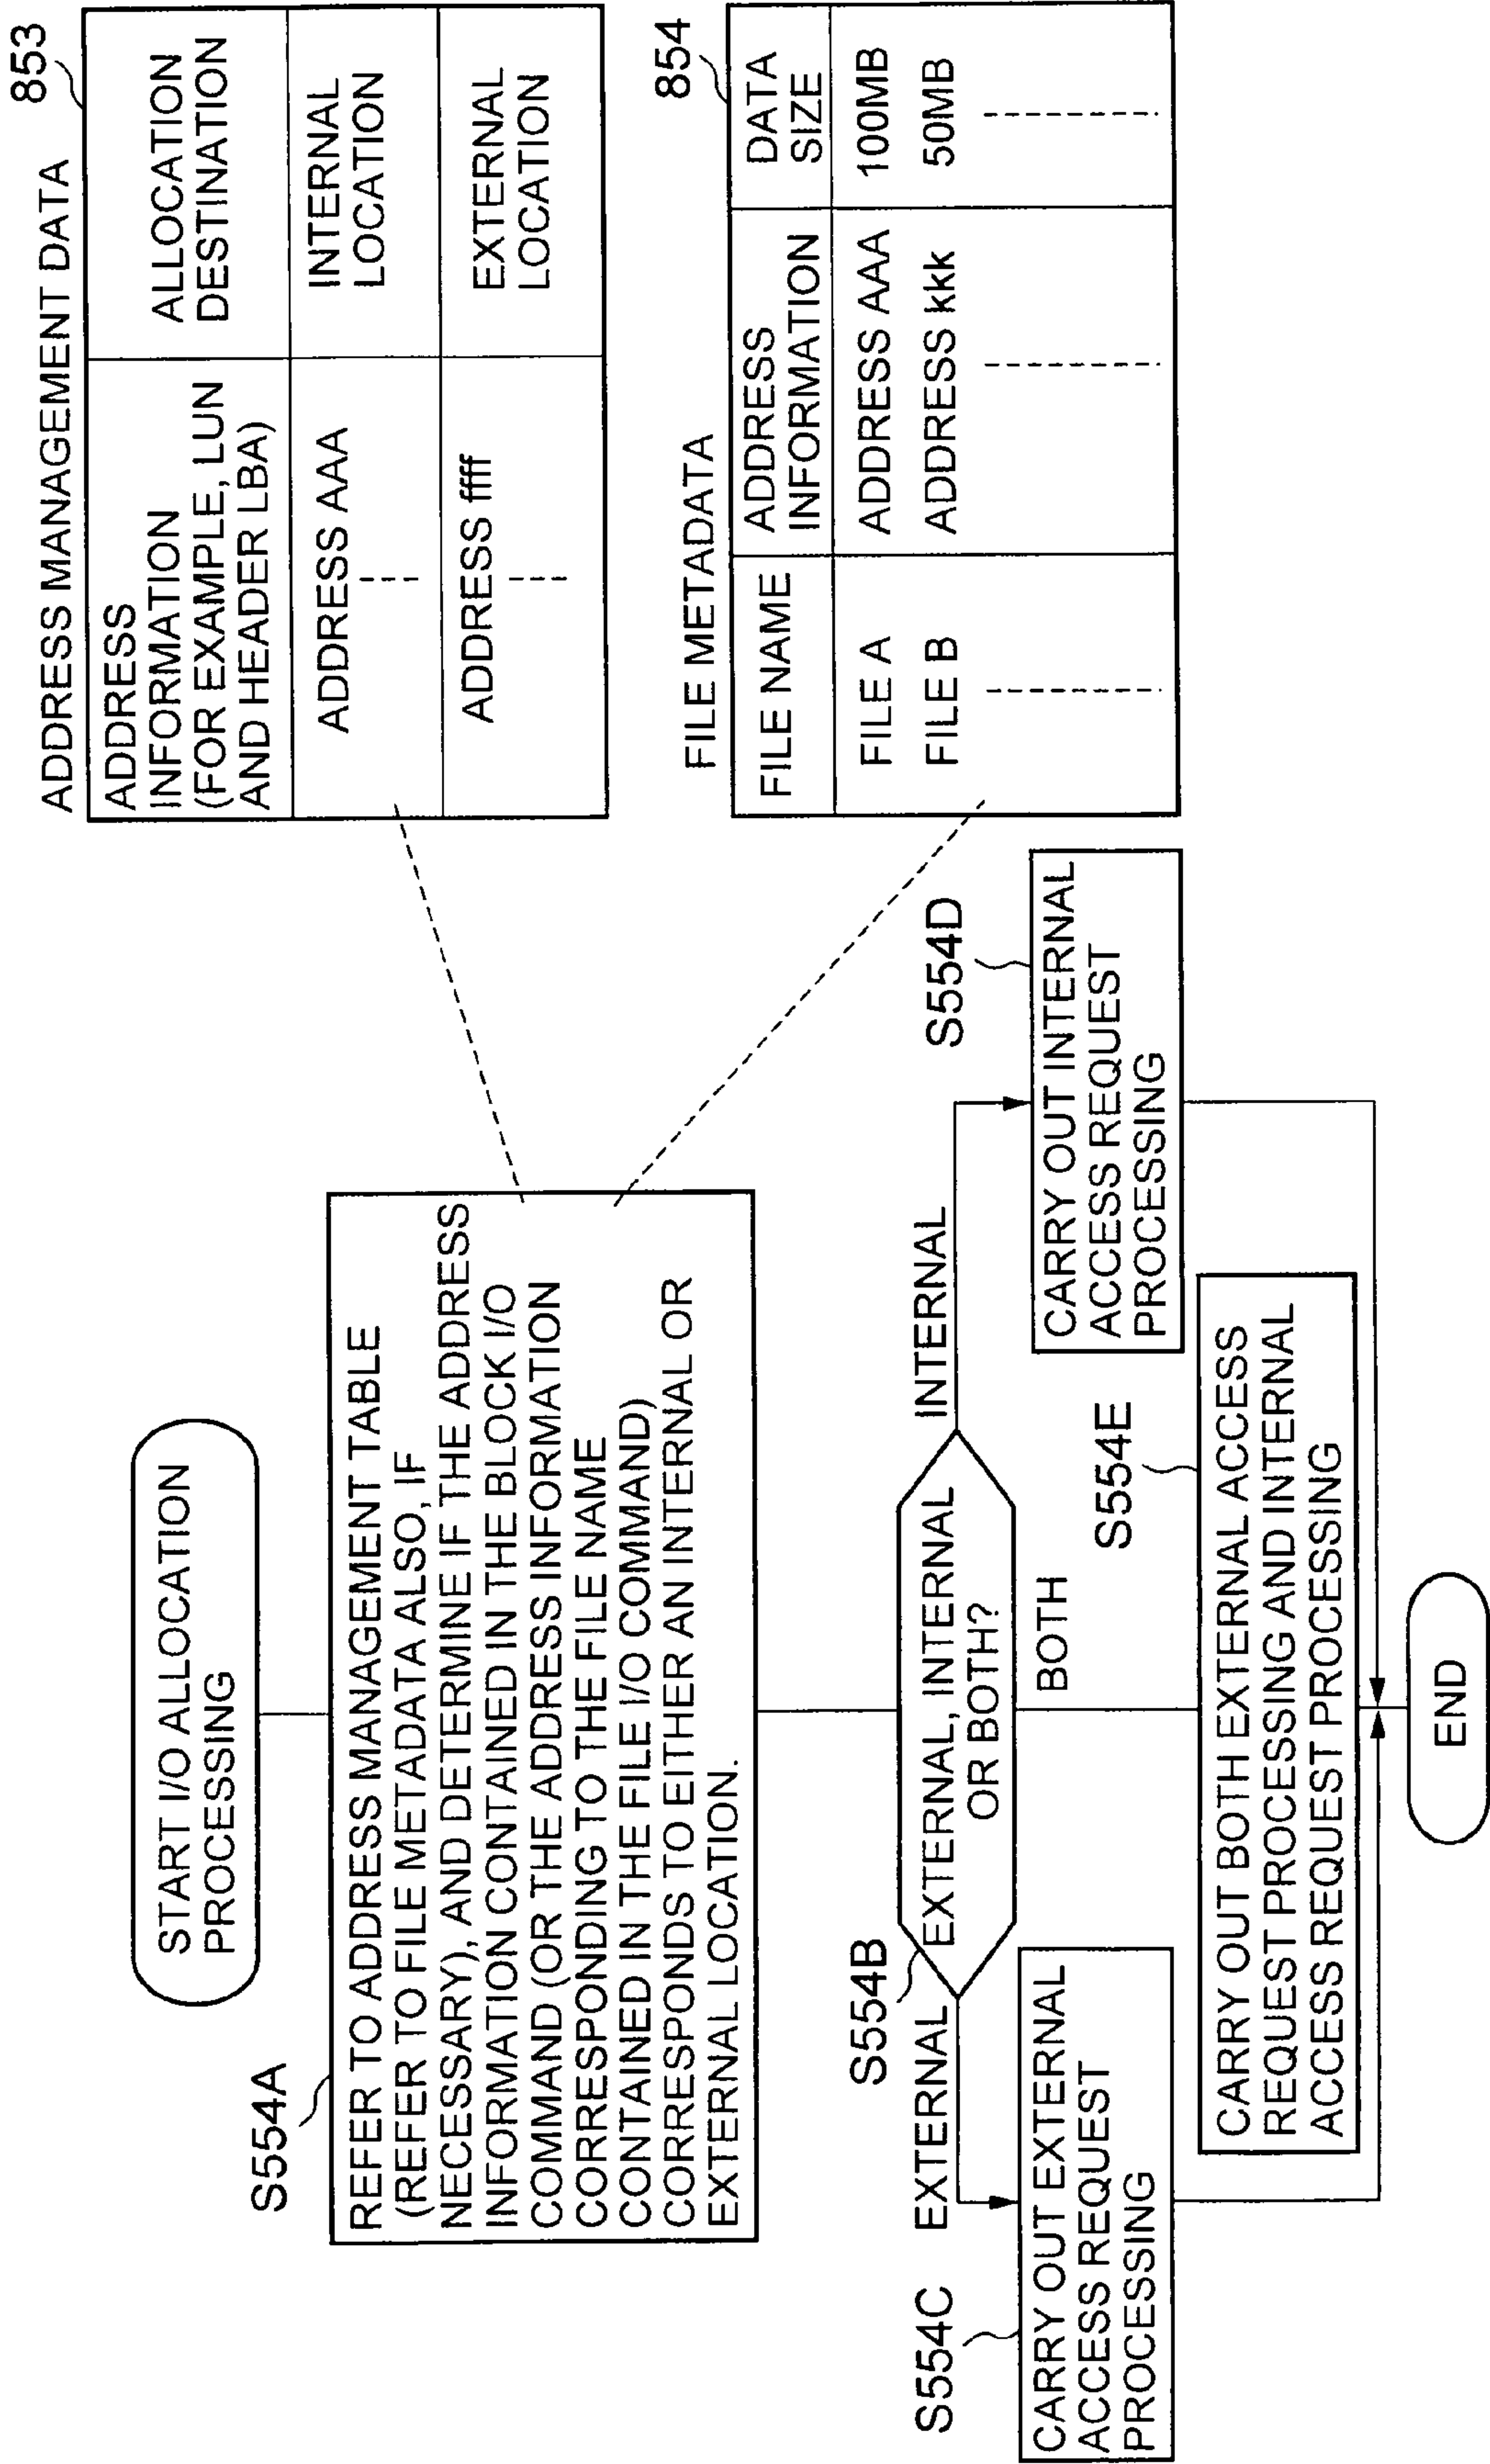 START I/O ALLOCATION
PROCESSING
S554A
REFER TO ADDRESS MANAGEMENT TABLE
(REFER TO FILE METADATA ALSO, IF
NECESSARY), AND DETERMINE IF THE ADDRESS
INFORMATION CONTAINED IN THE BLOCK I/O
COMMAND (OR THE ADDRESS INFORMATION
CORRESPONDING TO THE FILE NAME
CONTAINED IN THE FILE I/O COMMAND)
CORRESPONDS TO EITHER AN INTERNAL OR
EXTERNAL LOCATION.
S554B
EXTERNAL, INTERNAL
OR BOTH?
EXTERNAL
INTERNAL
BOTH
S554C
CARRY OUT EXTERNAL
ACCESS REQUEST
PROCESSING
S554D
CARRY OUT INTERNAL
ACCESS REQUEST
PROCESSING
S554E
CARRY OUT BOTH EXTERNAL ACCESS
REQUEST PROCESSING AND INTERNAL
ACCESS REQUEST PROCESSING
END
ADDRESS MANAGEMENT DATA
853
ADDRESS
INFORMATION
(FOR EXAMPLE, LUN
AND HEADER LBA)
ALLOCATION
DESTINATION
ADDRESS AAA
INTERNAL
LOCATION
ADDRESS ffff
EXTERNAL
LOCATION
FILE METADATA
854
FILE NAME
ADDRESS
INFORMATION
DATA
SIZE
FILE A ADDRESS AAA 100MB
FILE B ADDRESS kkk 50MB